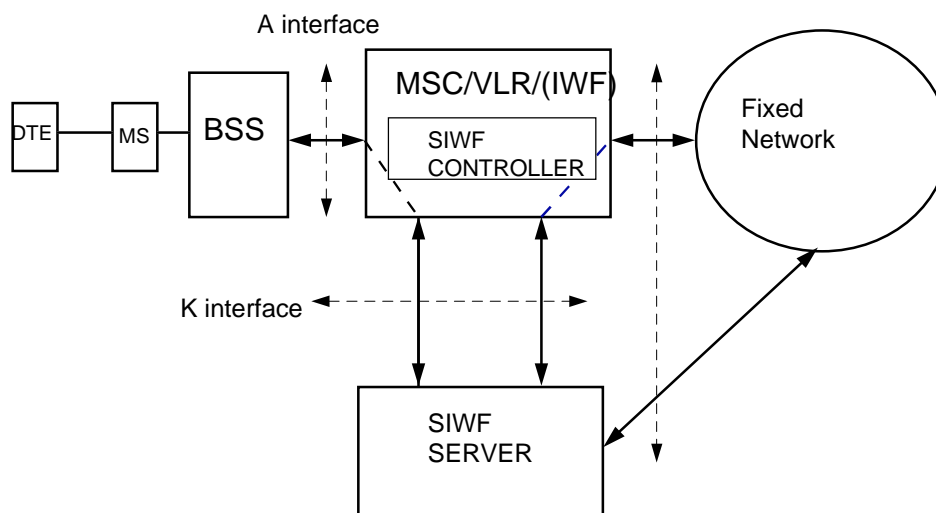 A interface
MSC/VLR/(IWF)
SIWF
CONTROLLER
DTE
MS
BSS
Fixed
Network
K interface
SIWF
SERVER